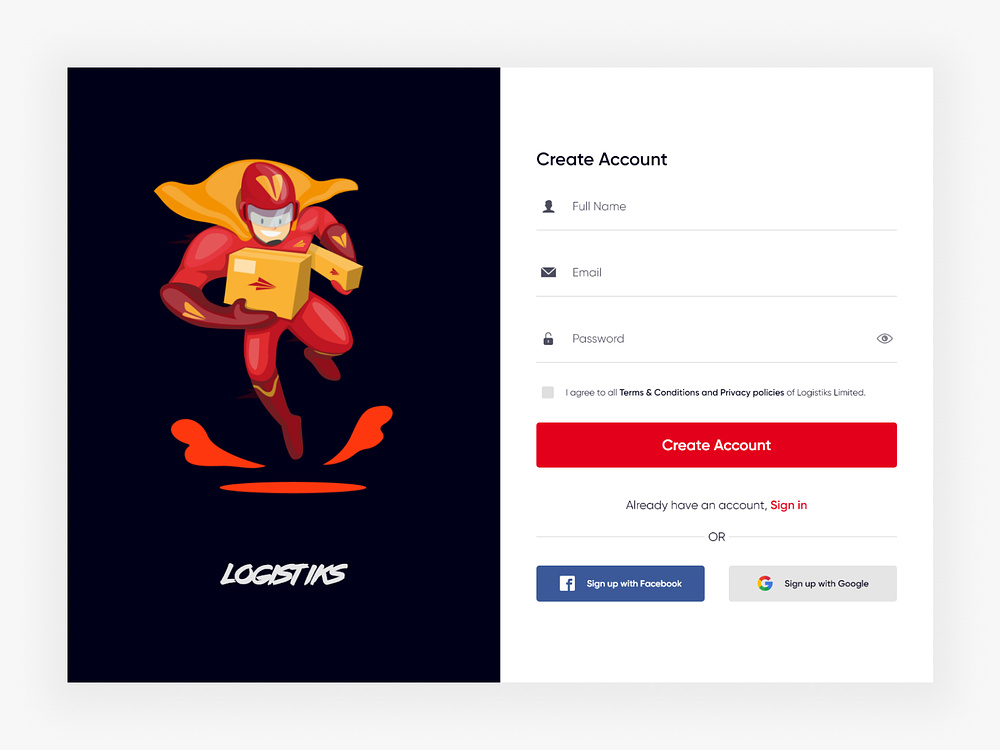 LOGISTIKS
Create Account
Full Name
Email
Password
I agree to all Terms & Conditions and Privacy policies of Logistiks Limited.
Create Account
Already have an account, Sign in
OR
Sign up with Facebook
Sign up with Google